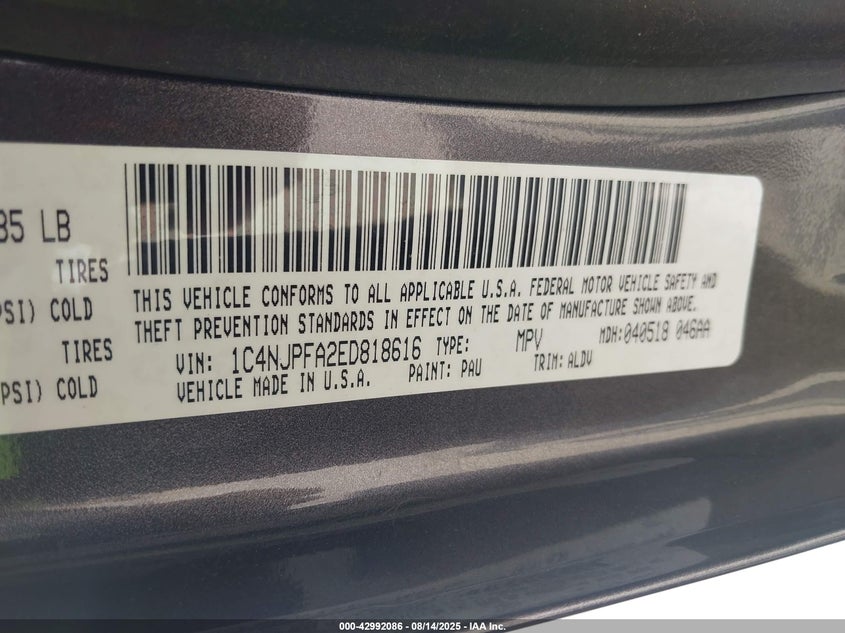 85 LB
TIRES
PSI) COLD
TIRES
PSI) COLD
THIS VEHICLE CONFORMS TO ALL APPLICABLE U.S.A. FEDERAL MOTOR VEHICLE SAFETY AND
THEFT PREVENTION STANDARDS IN EFFECT ON THE DATE OF MANUFACTURE SHOWN ABOVE.
VIN: 1C4NJPFA2ED818616 TYPE: MPV MDH:040518 046AA
VEHICLE MADE IN U.S.A. PAINT: PAU TRIM: ALDV
000-42992086 - 08/14/2025 - IAA Inc.